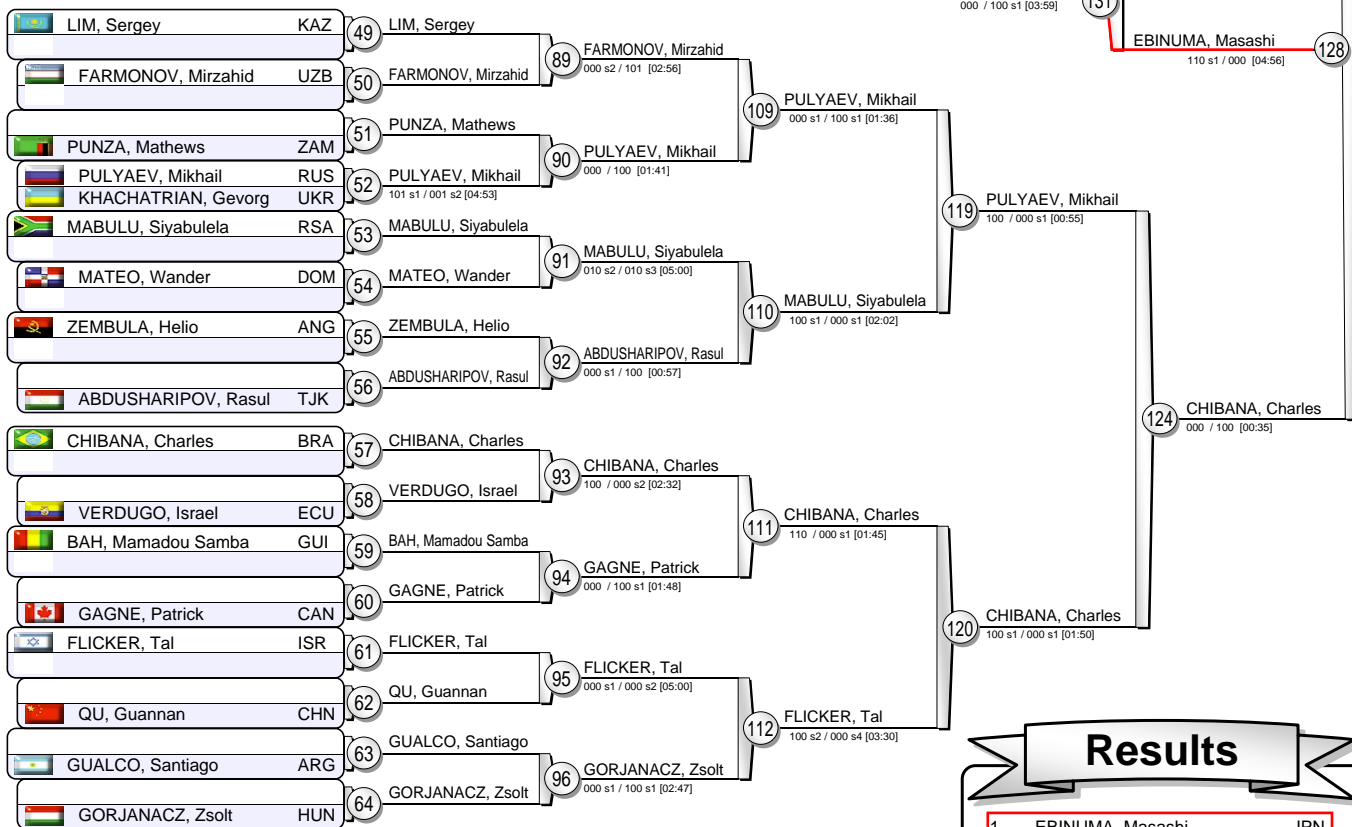 000 / 100 s1 [03:59]
131
EBINUMA, Masashi
110 s1 / 000 [04:56]
128
LIM, Sergey KAZ
FARMONOV, Mirzahid UZB
PUNZA, Mathews ZAM
PULYAEV, Mikhail RUS
KHACHATRIAN, Gevorg UKR
MABULU, Siyabulela RSA
MATEO, Wander DOM
ZEMBULA, Helio ANG
ABDUSHARIPOV, Rasul TJK
CHIBANA, Charles BRA
VERDUGO, Israel ECU
BAH, Mamadou Samba GUI
GAGNE, Patrick CAN
FLICKER, Tal ISR
QU, Guannan CHN
GUALCO, Santiago ARG
GORJANACZ, Zsolt HUN
49 LIM, Sergey
50 FARMONOV, Mirzahid
51 PUNZA, Mathews
52 PULYAEV, Mikhail
101 s1 / 001 s2 [04:53]
53 MABULU, Siyabulela
54 MATEO, Wander
55 ZEMBULA, Helio
56 ABDUSHARIPOV, Rasul
57 CHIBANA, Charles
58 VERDUGO, Israel
59 BAH, Mamadou Samba
60 GAGNE, Patrick
61 FLICKER, Tal
62 QU, Guannan
63 GUALCO, Santiago
64 GORJANACZ, Zsolt
89 FARMONOV, Mirzahid
000 s2 / 101 [02:56]
90 PULYAEV, Mikhail
000 / 100 [01:41]
91 MABULU, Siyabulela
010 s2 / 010 s3 [05:00]
92 ABDUSHARIPOV, Rasul
000 s1 / 100 [00:57]
93 CHIBANA, Charles
100 / 000 s2 [02:32]
94 GAGNE, Patrick
000 / 100 s1 [01:48]
95 FLICKER, Tal
000 s1 / 000 s2 [05:00]
96 GORJANACZ, Zsolt
000 s1 / 100 s1 [02:47]
109 PULYAEV, Mikhail
000 s1 / 100 s1 [01:36]
110 MABULU, Siyabulela
100 s1 / 000 s1 [02:02]
111 CHIBANA, Charles
110 / 000 s1 [01:45]
112 FLICKER, Tal
100 s2 / 000 s4 [03:30]
119 PULYAEV, Mikhail
100 / 000 s1 [00:55]
120 CHIBANA, Charles
100 s1 / 000 s1 [01:50]
124 CHIBANA, Charles
000 / 100 [00:35]
Results
1 EBINUMA, Masashi JPN